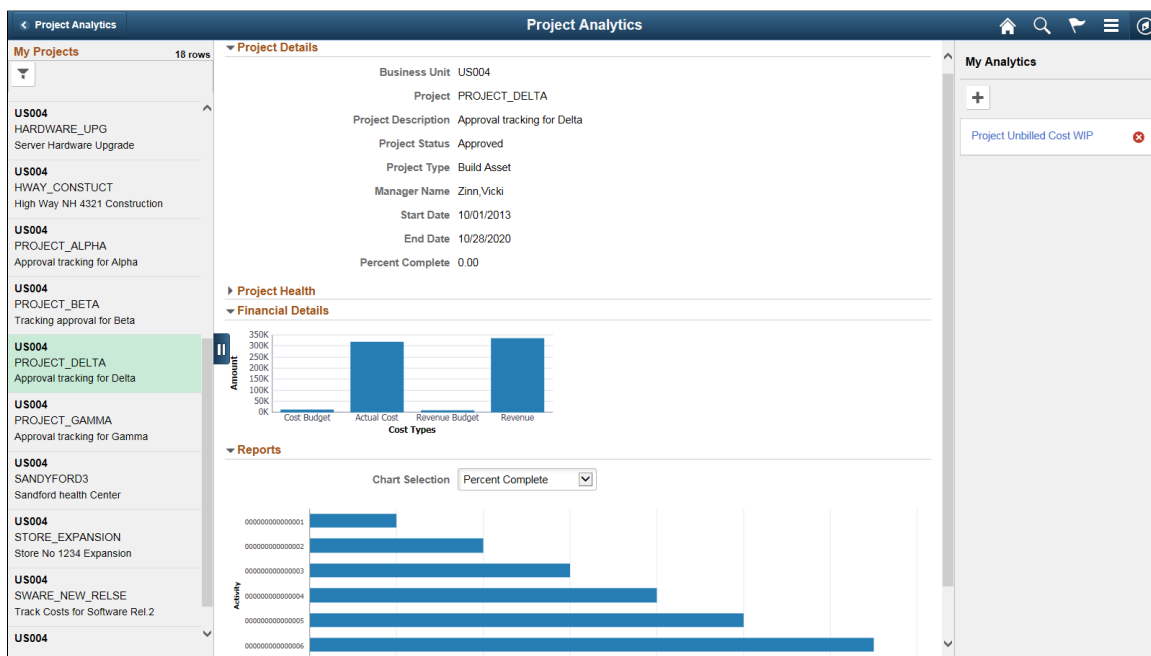 Project Analytics
Project Analytics
My Projects
18 rows
US004
HARDWARE_UPG
Server Hardware Upgrade
US004
HWAY_CONSTUCT
High Way NH 4321 Construction
US004
PROJECT_ALPHA
Approval tracking for Alpha
US004
PROJECT_BETA
Tracking approval for Beta
US004
PROJECT_DELTA
Approval tracking for Delta
US004
PROJECT_GAMMA
Approval tracking for Gamma
US004
SANDYFORD3
Sandford health Center
US004
STORE_EXPANSION
Store No 1234 Expansion
US004
SWARE_NEW_RELSE
Track Costs for Software Rel.2
US004
Project Details
Business Unit US004
Project PROJECT_DELTA
Project Description Approval tracking for Delta
Project Status Approved
Project Type Build Asset
Manager Name Zinn,Vicki
Start Date 10/01/2013
End Date 10/28/2020
Percent Complete 0.00
Project Health
Financial Details
Amount
350K
300K
250K
200K
150K
100K
50K
0K
Cost Budget Actual Cost Revenue Budget Revenue
Cost Types
Reports
Chart Selection Percent Complete
Activity
000000000000001
000000000000002
000000000000003
000000000000004
000000000000005
000000000000006
My Analytics
Project Unbilled Cost WIP